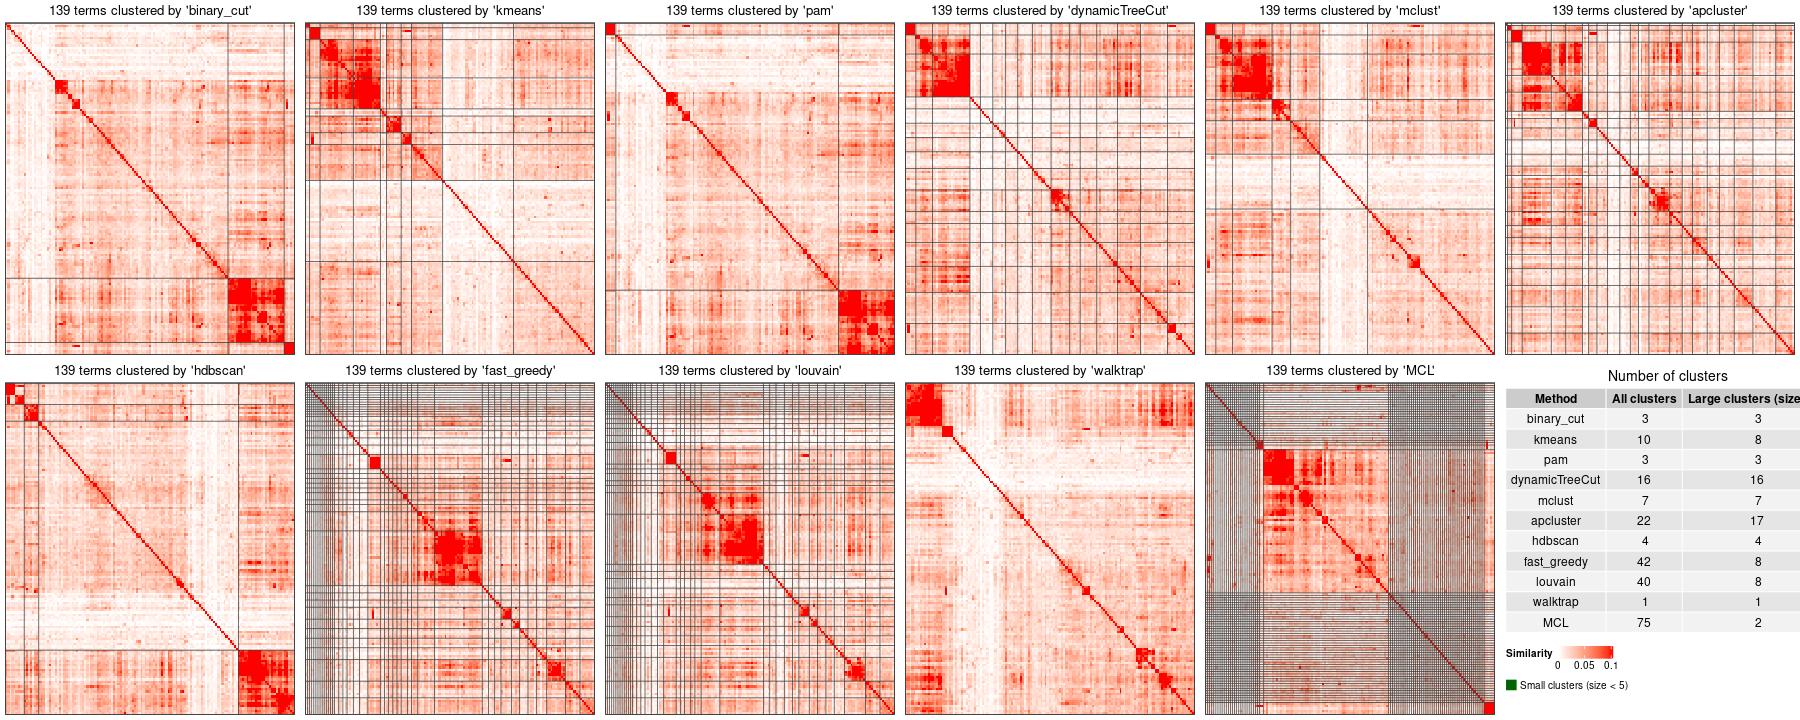 139 terms clustered by 'binary_cut'
139 terms clustered by 'kmeans'
139 terms clustered by 'pam'
139 terms clustered by 'dynamicTreeCut'
139 terms clustered by 'mclust'
139 terms clustered by 'apcluster'
139 terms clustered by 'hdbscan'
139 terms clustered by 'fast_greedy'
139 terms clustered by 'louvain'
139 terms clustered by 'walktrap'
139 terms clustered by 'MCL'
Number of clusters
Method All clusters Large clusters (size
binary_cut 3 3
kmeans 10 8
pam 3 3
dynamicTreeCut 16 16
mclust 7 7
apcluster 22 17
hdbscan 4 4
fast_greedy 42 8
louvain 40 8
walktrap 1 1
MCL 75 2
Similarity
0 0.05 0.1
Small clusters (size < 5)